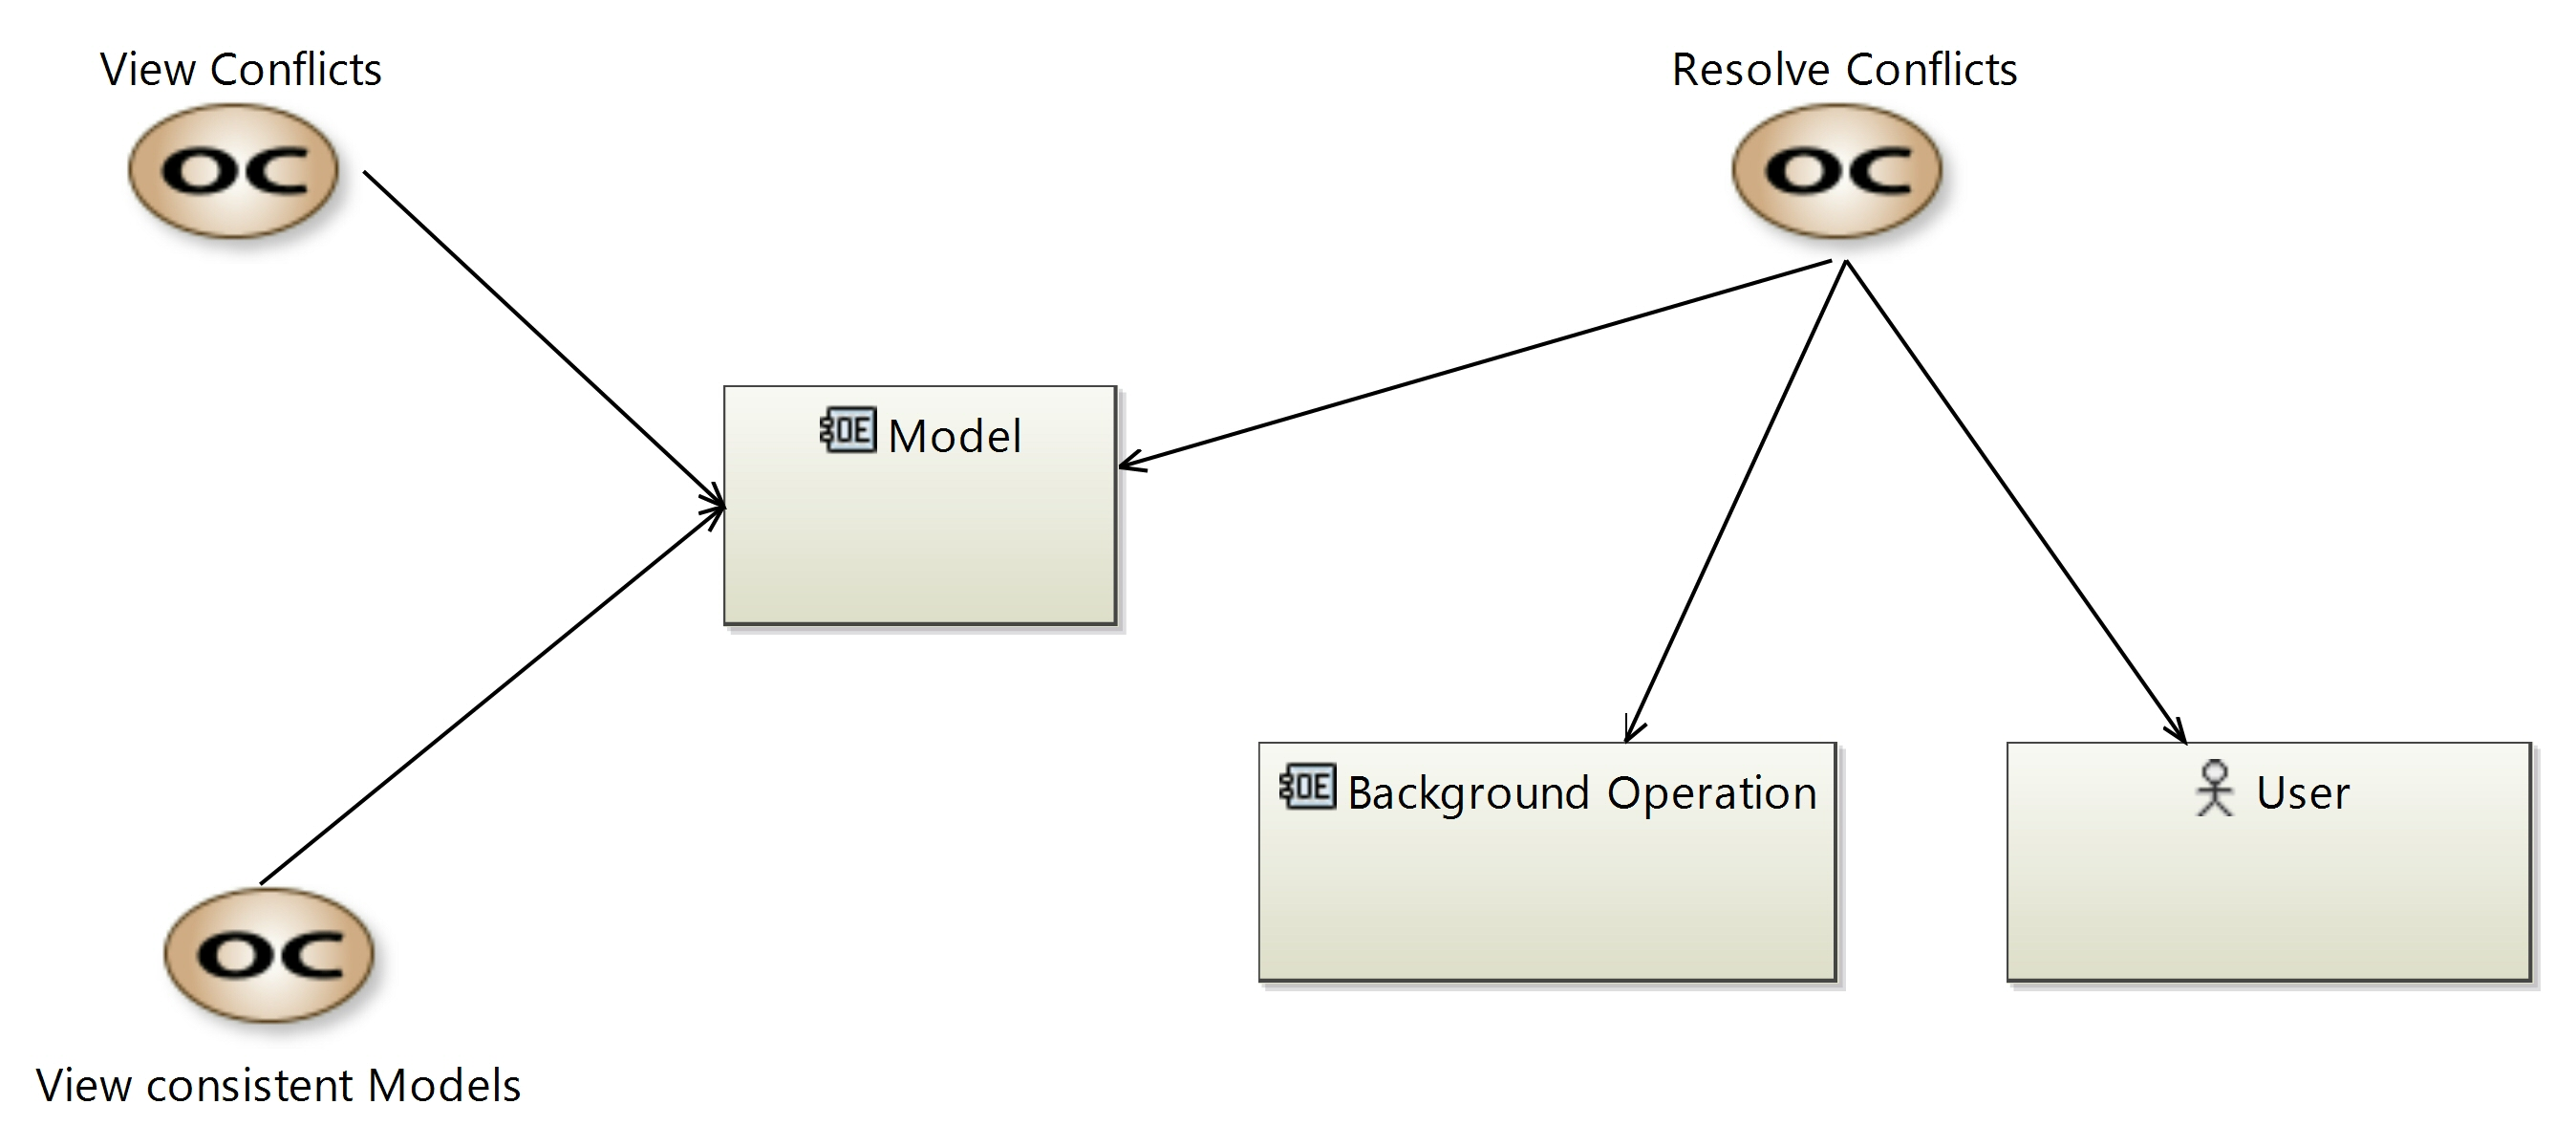 View Conflicts
OC
Resolve Conflicts
OC
OE Model
OE Background Operation
User
OC
View consistent Models